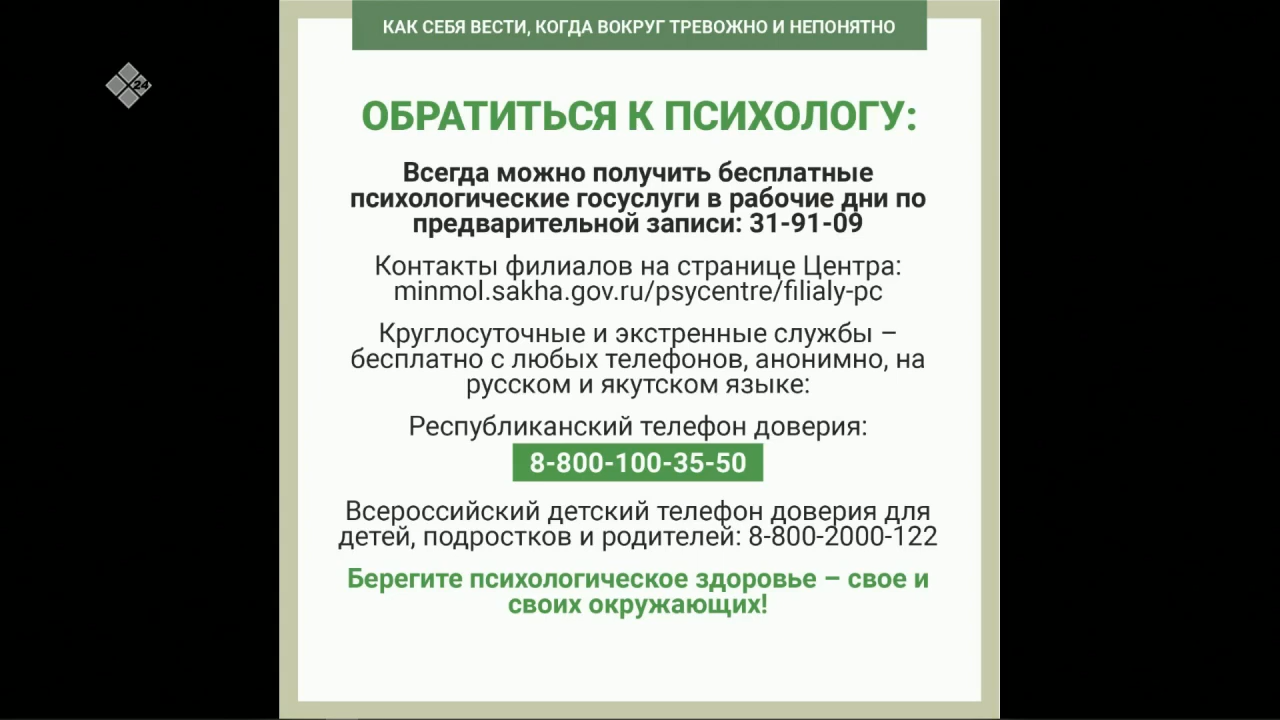 КАК СЕБЯ ВЕСТИ, КОГДА ВОКРУГ ТРЕВОЖНО И НЕПОНЯТНО
24
ОБРАТИТЬСЯ К ПСИХОЛОГУ:
Всегда можно получить бесплатные
психологические госуслуги в рабочие дни по
предварительной записи: 31-91-09
Контакты филиалов на странице Центра:
minmol.sakha.gov.ru/psycentre/filialy-pc
Круглосуточные и экстренные службы –
бесплатно с любых телефонов, анонимно, на
русском и якутском языке:
Республиканский телефон доверия:
8-800-100-35-50
Всероссийский детский телефон доверия для
детей, подростков и родителей: 8-800-2000-122
Берегите психологическое здоровье – свое и
своих окружающих!